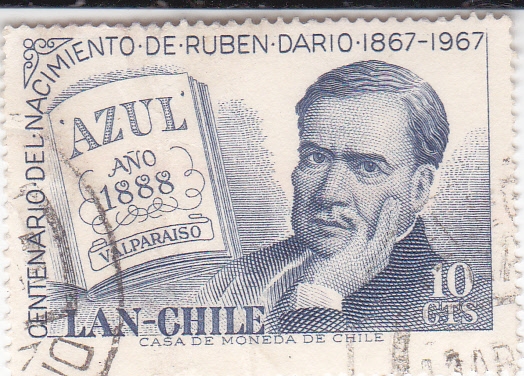 CENTENARIO·DEL·NACIMIENTO·DE·RUBEN·DARIO·1867-1967
"AZUL"
AÑO
1888
VALPARAISO
10
CTS
LAN-CHILE
CASA DE MONEDA DE CHILE